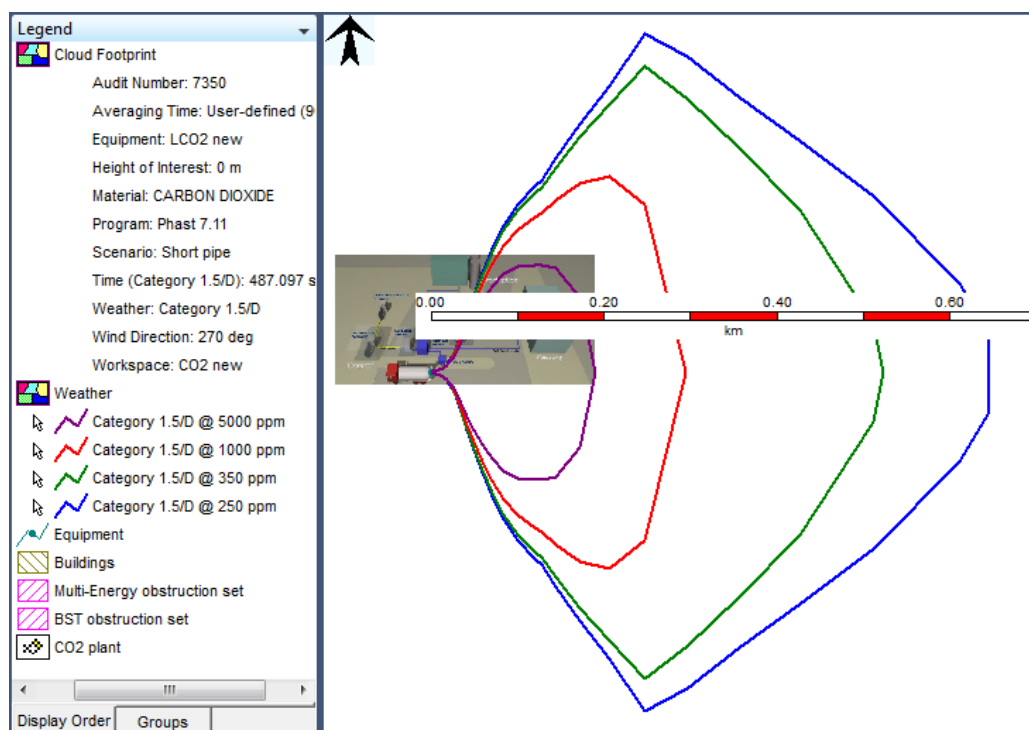 Legend
Cloud Footprint
Audit Number: 7350
Averaging Time: User-defined (9
Equipment: LCO2 new
Height of Interest: 0 m
Material: CARBON DIOXIDE
Program: Phast 7.11
Scenario: Short pipe
Time (Category 1.5/D): 487.097 s
Weather: Category 1.5/D
Wind Direction: 270 deg
Workspace: CO2 new
Weather
Category 1.5/D @ 5000 ppm
Category 1.5/D @ 1000 ppm
Category 1.5/D @ 350 ppm
Category 1.5/D @ 250 ppm
Equipment
Buildings
Multi-Energy obstruction set
BST obstruction set
CO2 plant
Display Order
Groups
0.00 0.20 0.40 0.60
km